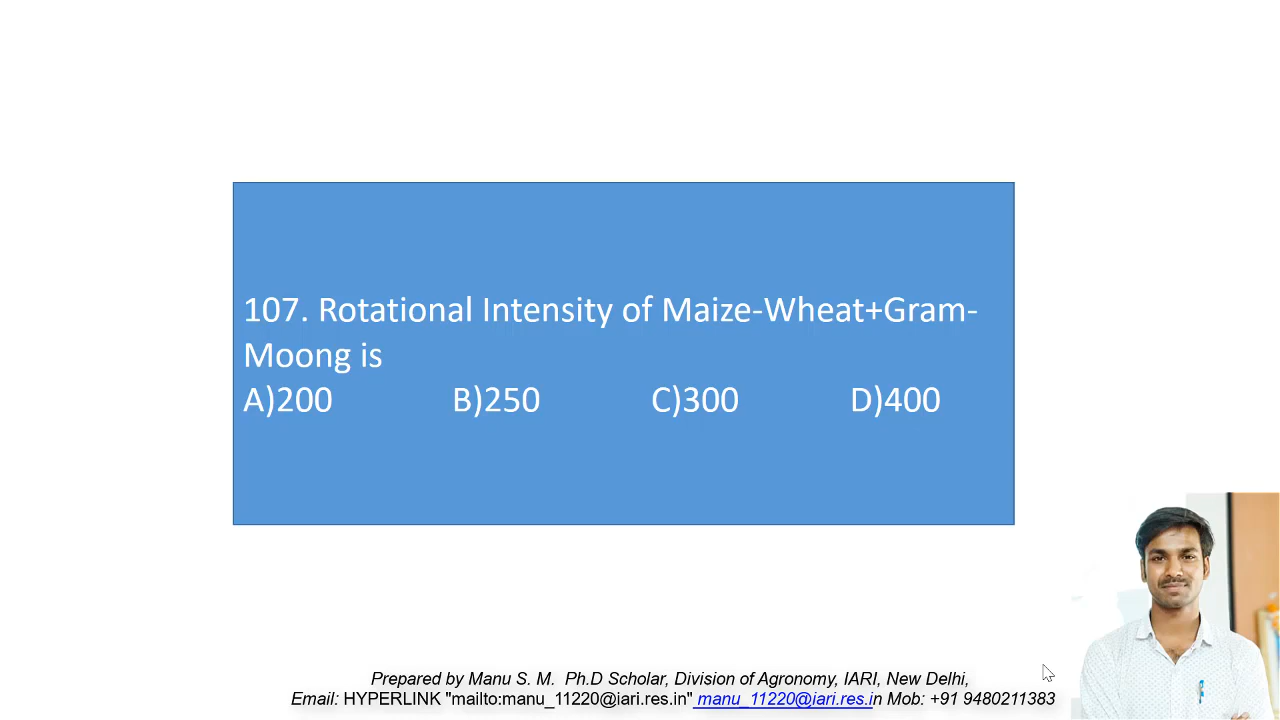 107. Rotational Intensity of Maize-Wheat+Gram-
Moong is
A)200 B)250 C)300 D)400
Prepared by Manu S. M. Ph.D Scholar, Division of Agronomy, IARI, New Delhi,
Email: HYPERLINK "mailto:manu_11220@iari.res.in" manu_11220@iari.res.in Mob: +91 9480211383